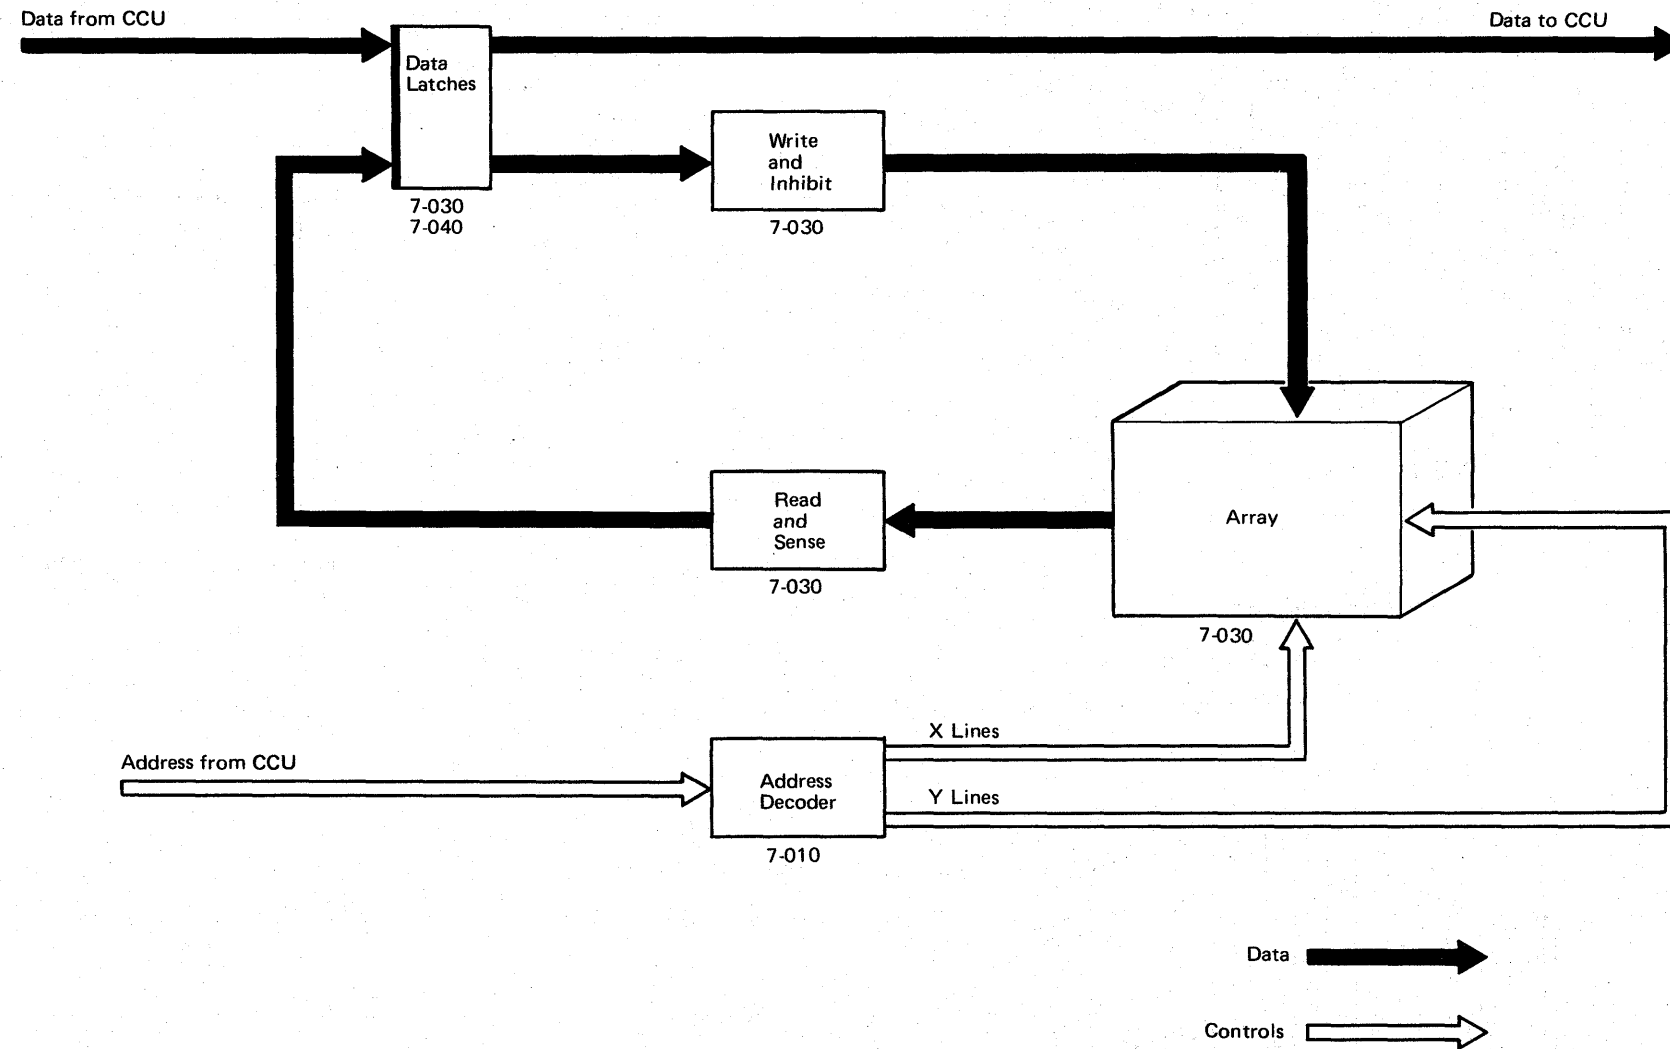 Data from CCU
Data to CCU
Data
Latches
7-030
7-040
Write
and
Inhibit
7-030
Read
and
Sense
7-030
Array
7-030
Address from CCU
Address
Decoder
7-010
X Lines
Y Lines
Data
Controls